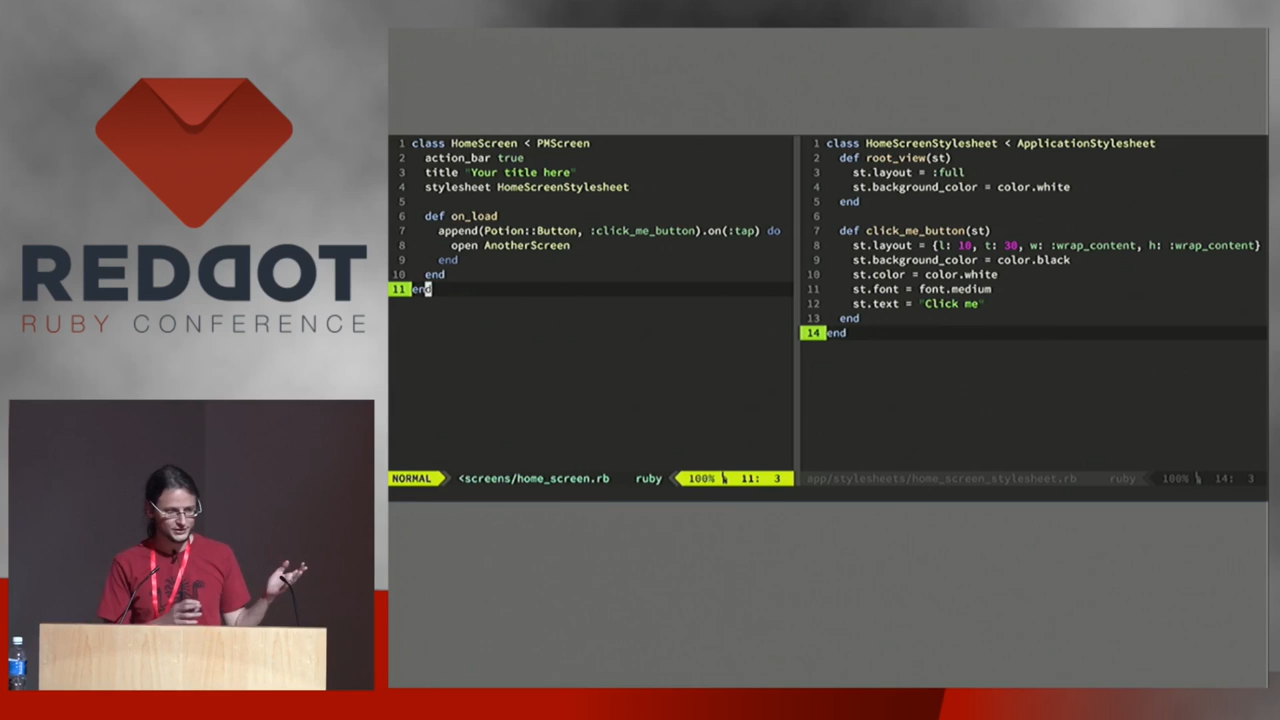 REDDOT
RUBY CONFERENCE
1 class HomeScreen < PMScreen
2   action_bar true
3   title "Your title here"
4   stylesheet HomeScreenStylesheet
5
6   def on_load
7     append(Potion::Button, :click_me_button).on(:tap) do
8       open AnotherScreen
9     end
10   end
11 end
NORMAL <screens/home_screen.rb ruby 100% 11: 3
1 class HomeScreenStylesheet < ApplicationStylesheet
2   def root_view(st)
3     st.layout = :full
4     st.background_color = color.white
5   end
6
7   def click_me_button(st)
8     st.layout = {l: 10, t: 30, w: :wrap_content, h: :wrap_content}
9     st.background_color = color.black
10     st.color = color.white
11     st.font = font.medium
12     st.text = "Click me"
13   end
14 end
app/stylesheets/home_screen_stylesheet.rb ruby 100% 14: 3